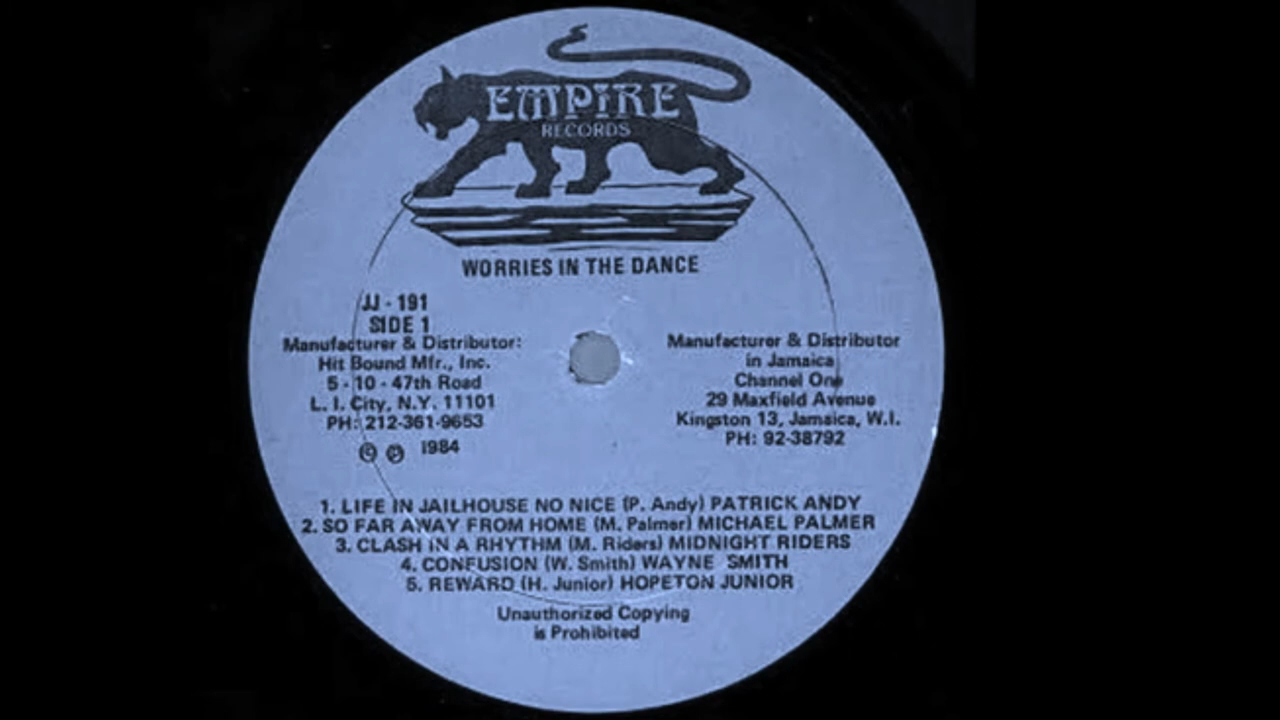 EMPIRE
RECORDS
WORRIES IN THE DANCE
JJ - 191
SIDE 1
Manufacturer & Distributor:
Hit Bound Mfr., Inc.
5 - 10 - 47th Road
L. I. City, N.Y. 11101
PH: 212-361-9653
© ℗ 1984
Manufacturer & Distributor
in Jamaica
Channel One
29 Maxfield Avenue
Kingston 13, Jamaica, W.I.
PH: 92-38792
1. LIFE IN JAILHOUSE NO NICE (P. Andy) PATRICK ANDY
2. SO FAR AWAY FROM HOME (M. Palmer) MICHAEL PALMER
3. CLASH IN A RHYTHM (M. Riders) MIDNIGHT RIDERS
4. CONFUSION (W. Smith) WAYNE SMITH
5. REWARD (H. Junior) HOPETON JUNIOR
Unauthorized Copying
is Prohibited